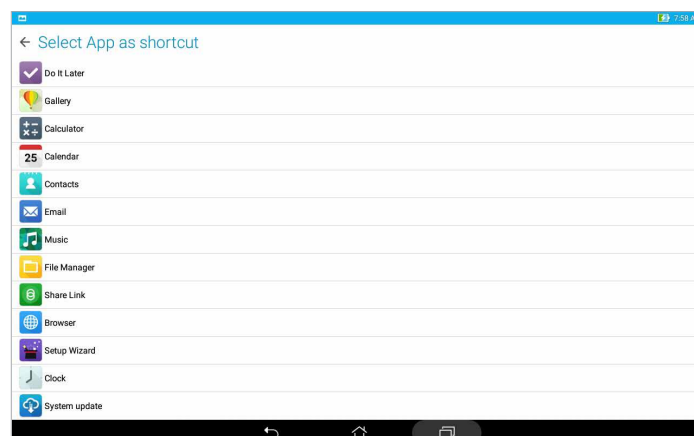 7:58 A
Select App as shortcut
Do It Later
Gallery
Calculator
25 Calendar
Contacts
Email
Music
File Manager
Share Link
Browser
Setup Wizard
Clock
System update